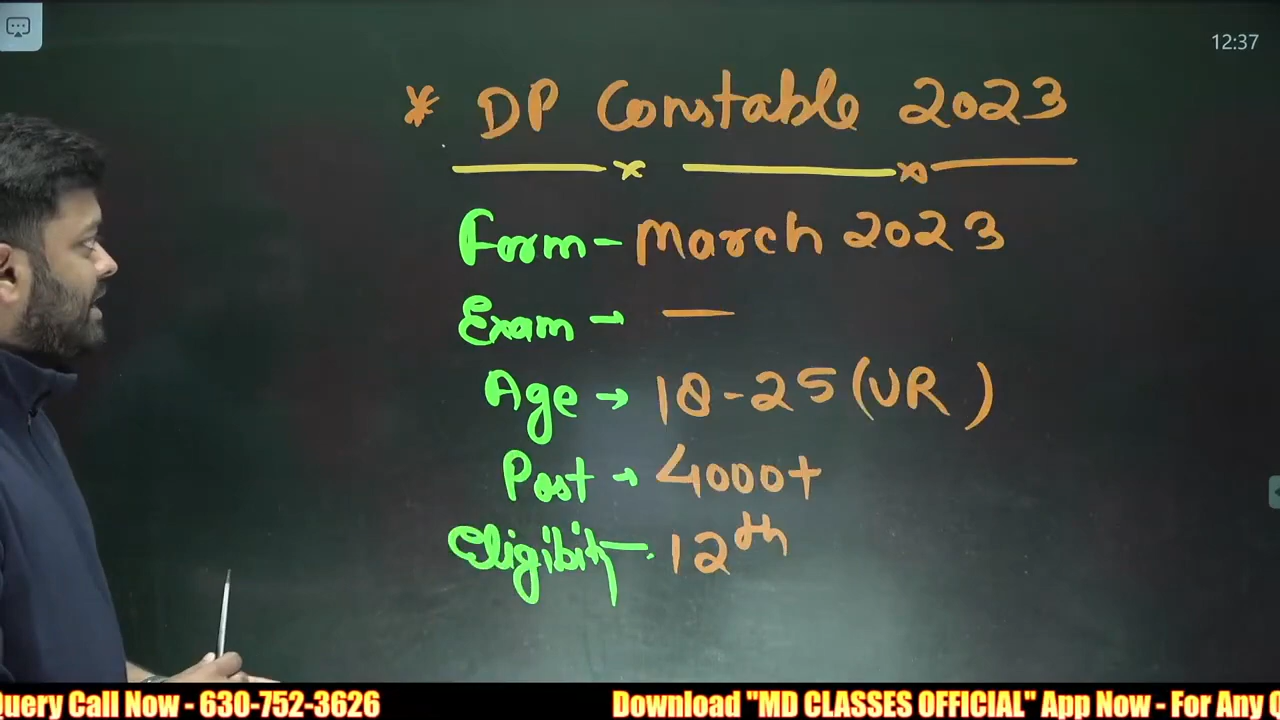 12:37
* DP Constable 2023
Form - March 2023
Exam → —
Age → 18-25 (UR)
Post → 4000+
Eligibity - 12th
Query Call Now - 630-752-3626 Download "MD CLASSES OFFICIAL" App Now - For Any